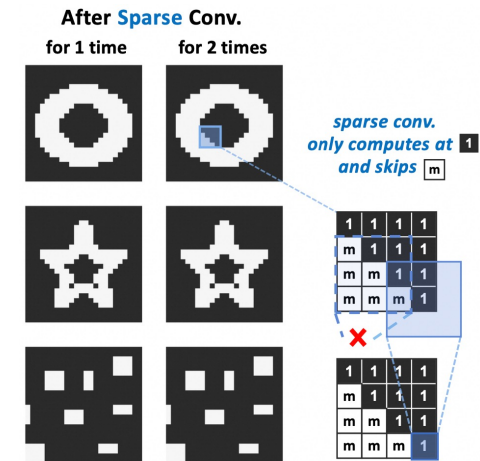 After Sparse Conv.
for 1 time for 2 times
sparse conv.
only computes at 1
and skips m
1 1 1 1
m 1 1 1
m m 1 1
m m m 1
1 1 1 1
m 1 1 1
m m 1 1
m m m 1